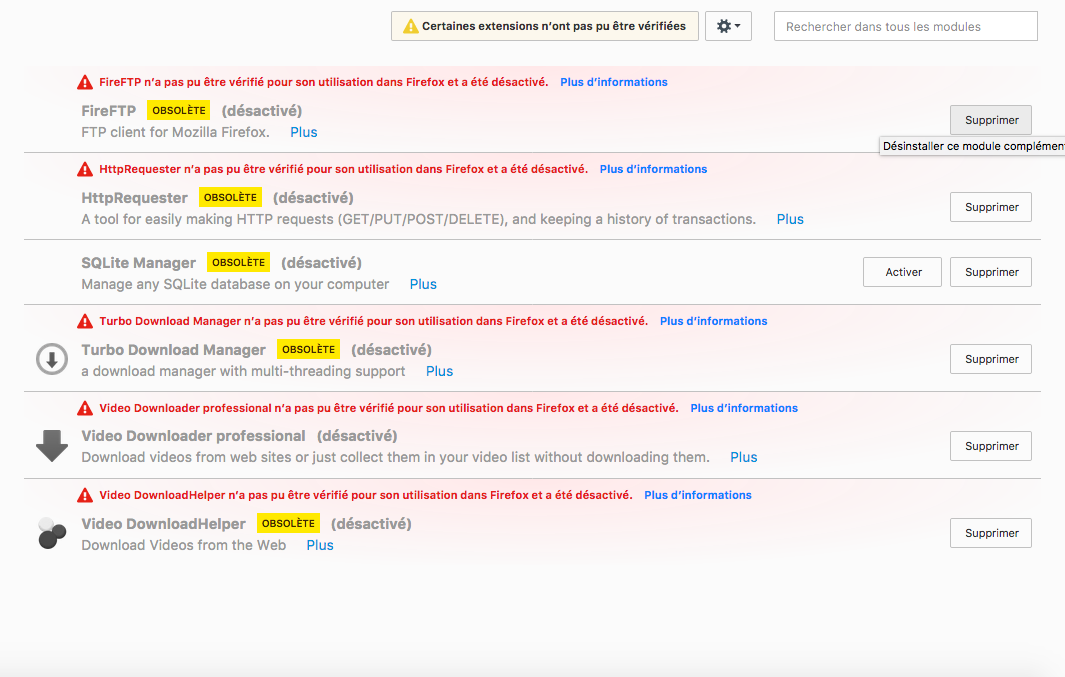 Certaines extensions n’ont pas pu être vérifiées
Rechercher dans tous les modules
FireFTP n’a pas pu être vérifié pour son utilisation dans Firefox et a été désactivé. Plus d’informations
FireFTP OBSOLÈTE (désactivé)
FTP client for Mozilla Firefox. Plus
Supprimer
Désinstaller ce module complémen
HttpRequester n’a pas pu être vérifié pour son utilisation dans Firefox et a été désactivé. Plus d’informations
HttpRequester OBSOLÈTE (désactivé)
A tool for easily making HTTP requests (GET/PUT/POST/DELETE), and keeping a history of transactions. Plus
Supprimer
SQLite Manager OBSOLÈTE (désactivé)
Manage any SQLite database on your computer Plus
Activer Supprimer
Turbo Download Manager n’a pas pu être vérifié pour son utilisation dans Firefox et a été désactivé. Plus d’informations
Turbo Download Manager OBSOLÈTE (désactivé)
a download manager with multi-threading support Plus
Supprimer
Video Downloader professional n’a pas pu être vérifié pour son utilisation dans Firefox et a été désactivé. Plus d’informations
Video Downloader professional (désactivé)
Download videos from web sites or just collect them in your video list without downloading them. Plus
Supprimer
Video DownloadHelper n’a pas pu être vérifié pour son utilisation dans Firefox et a été désactivé. Plus d’informations
Video DownloadHelper OBSOLÈTE (désactivé)
Download Videos from the Web Plus
Supprimer